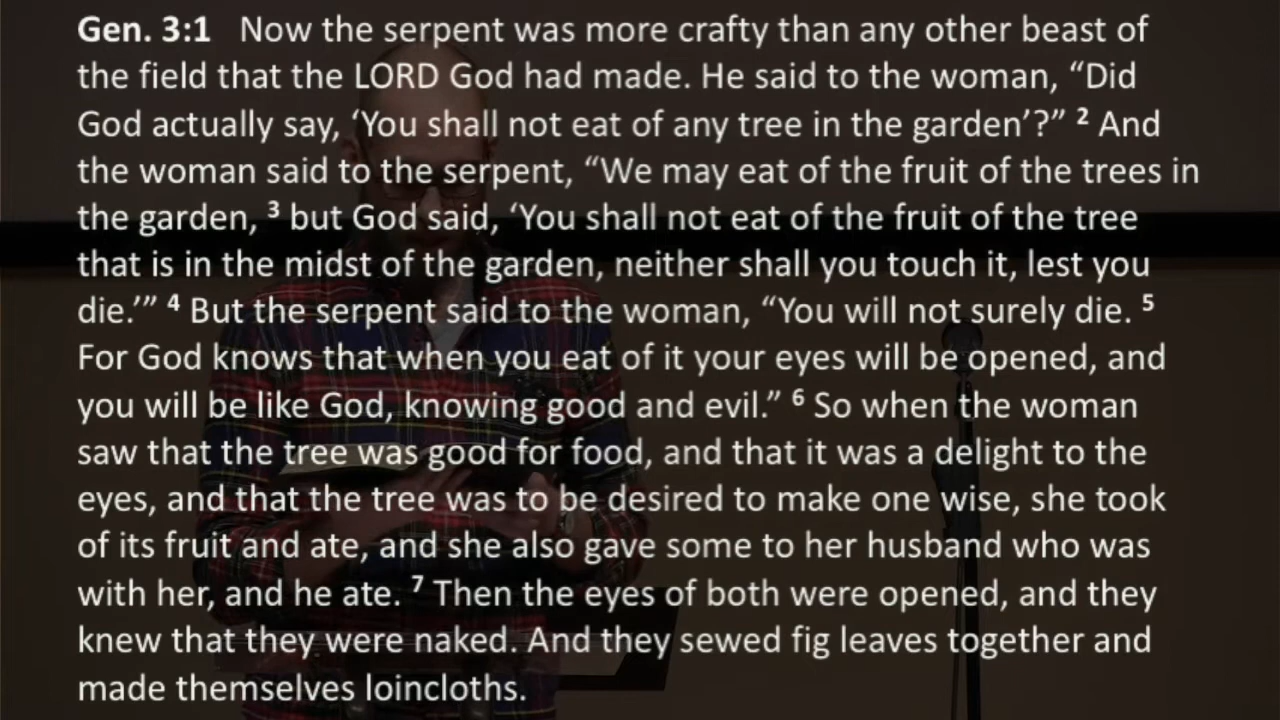 Gen. 3:1 Now the serpent was more crafty than any other beast of
the field that the LORD God had made. He said to the woman, “Did
God actually say, ‘You shall not eat of any tree in the garden’?” ² And
the woman said to the serpent, “We may eat of the fruit of the trees in
the garden, ³ but God said, ‘You shall not eat of the fruit of the tree
that is in the midst of the garden, neither shall you touch it, lest you
die.’” ⁴ But the serpent said to the woman, “You will not surely die. ⁵
For God knows that when you eat of it your eyes will be opened, and
you will be like God, knowing good and evil.” ⁶ So when the woman
saw that the tree was good for food, and that it was a delight to the
eyes, and that the tree was to be desired to make one wise, she took
of its fruit and ate, and she also gave some to her husband who was
with her, and he ate. ⁷ Then the eyes of both were opened, and they
knew that they were naked. And they sewed fig leaves together and
made themselves loincloths.